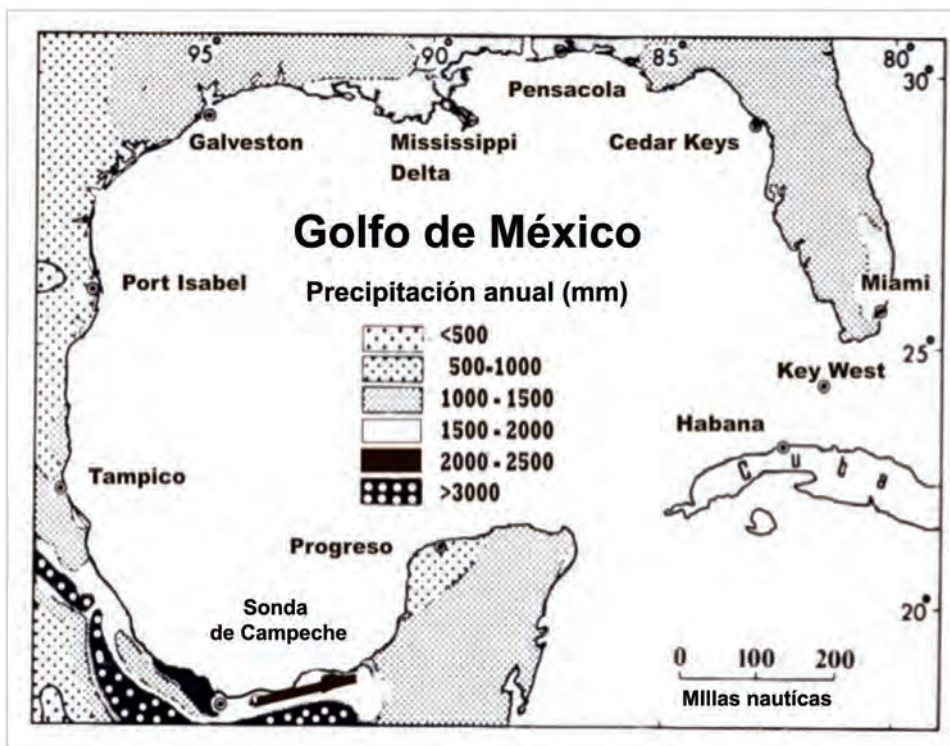 95°
90°
85°
80°
30°
Pensacola
Galveston
Mississippi
Delta
Cedar Keys
Golfo de México
Port Isabel
Precipitación anual (mm)
Miami
<500
500-1000
1000-1500
1500-2000
2000-2500
>3000
25°
Key West
Habana
Cuba
Tampico
Progreso
Sonda
de Campeche
20°
0 100 200
MIllas nautícas